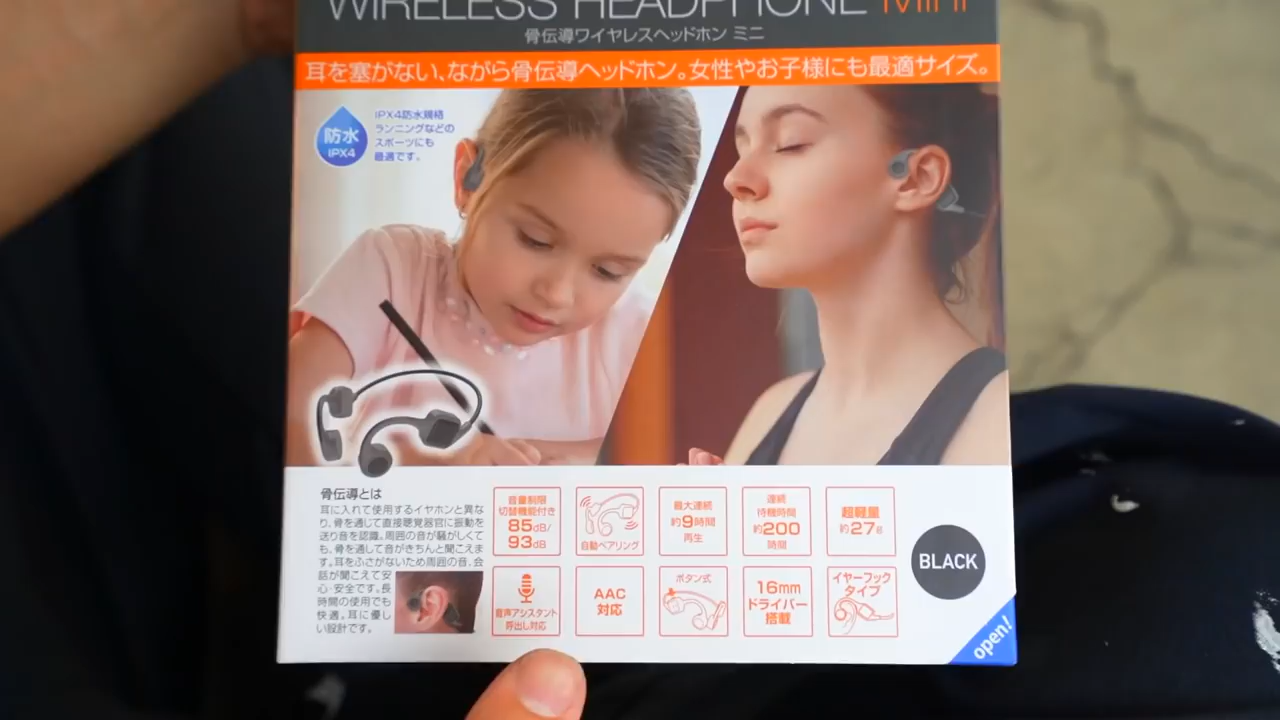 WIRELESS HEADPHONE Mini
骨伝導ワイヤレスヘッドホン ミニ
耳を塞がない、ながら骨伝導ヘッドホン。女性やお子様にも最適サイズ。
防水
IPX4
IPX4防水規格
ランニングなどの
スポーツにも
最適です。
骨伝導とは
耳に入れて使用するイヤホンと異な
り、骨を通じて直接聴覚器官に振動を
送り音を認識。周囲の音が騒がしくて
も、骨を通して音がきちんと聞こえま
す。耳をふさがないため周囲の音、会
話が聞こえて安
心・安全です。長
時間の使用でも
快適。耳に優し
い設計です。
音量制限
切替機能付き
85dB/
93dB
自動ペアリング
最大連続
約9時間
再生
連続
待機時間
約200
時間
超軽量
約27g
音声アシスタント
呼出し対応
AAC
対応
ボタン式
16mm
ドライバー
搭載
イヤーフック
タイプ
BLACK
open!